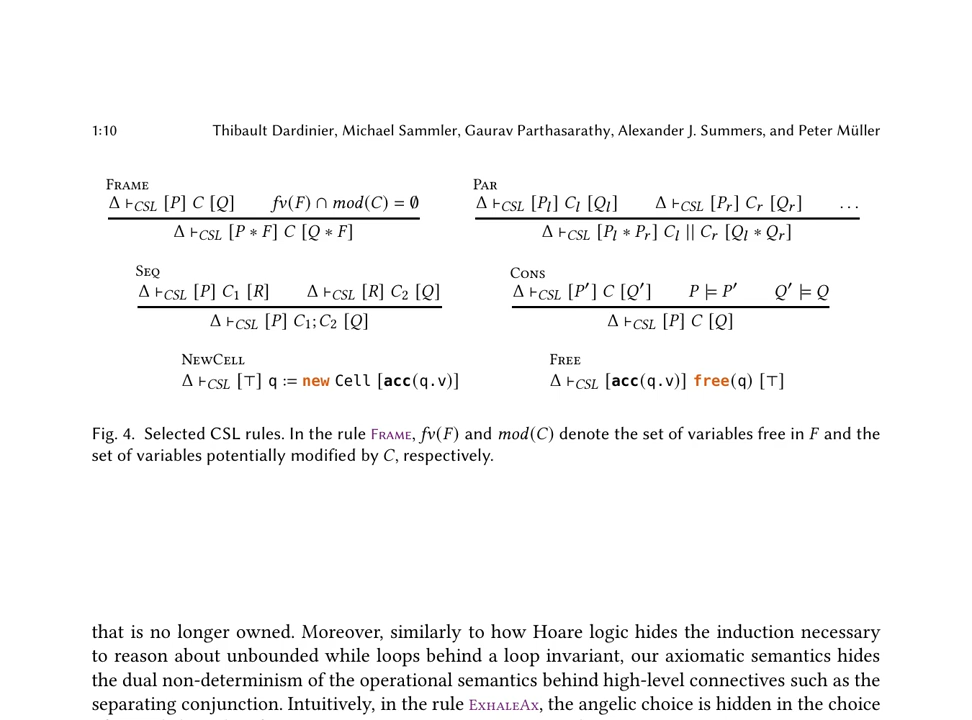 1:10 Thibault Dardinier, Michael Sammler, Gaurav Parthasarathy, Alexander J. Summers, and Peter Müller
Frame
Δ ⊢CSL [P] C [Q] fv(F) ∩ mod(C) = ∅
Δ ⊢CSL [P ∗ F] C [Q ∗ F]
Par
Δ ⊢CSL [Pl] Cl [Ql] Δ ⊢CSL [Pr] Cr [Qr] ...
Δ ⊢CSL [Pl ∗ Pr] Cl || Cr [Ql ∗ Qr]
Seq
Δ ⊢CSL [P] C1 [R] Δ ⊢CSL [R] C2 [Q]
Δ ⊢CSL [P] C1; C2 [Q]
Cons
Δ ⊢CSL [P′] C [Q′] P ⊨ P′ Q′ ⊨ Q
Δ ⊢CSL [P] C [Q]
NewCell
Δ ⊢CSL [⊤] q := new Cell [acc(q.v)]
Free
Δ ⊢CSL [acc(q.v)] free(q) [⊤]
Fig. 4. Selected CSL rules. In the rule Frame, fv(F) and mod(C) denote the set of variables free in F and the
set of variables potentially modified by C, respectively.
that is no longer owned. Moreover, similarly to how Hoare logic hides the induction necessary
to reason about unbounded while loops behind a loop invariant, our axiomatic semantics hides
the dual non-determinism of the operational semantics behind high-level connectives such as the
separating conjunction. Intuitively, in the rule ExhaleAx, the angelic choice is hidden in the choice